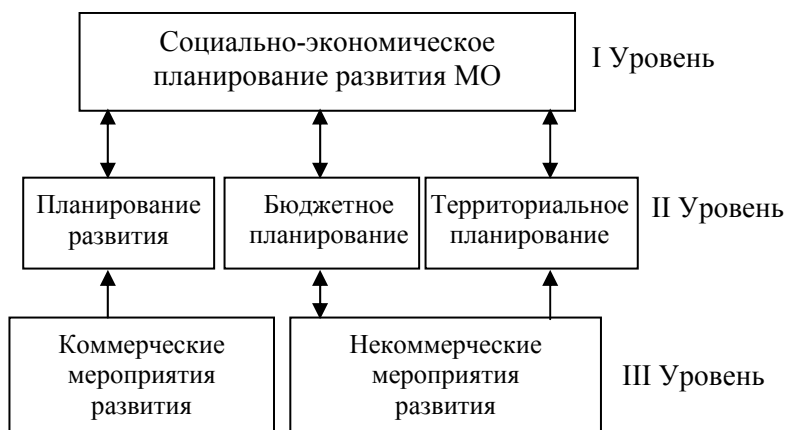 Социально-экономическое
планирование развития МО
I Уровень
Планирование
развития
Бюджетное
планирование
Территориальное
планирование
II Уровень
Коммерческие
мероприятия
развития
Некоммерческие
мероприятия
развития
III Уровень